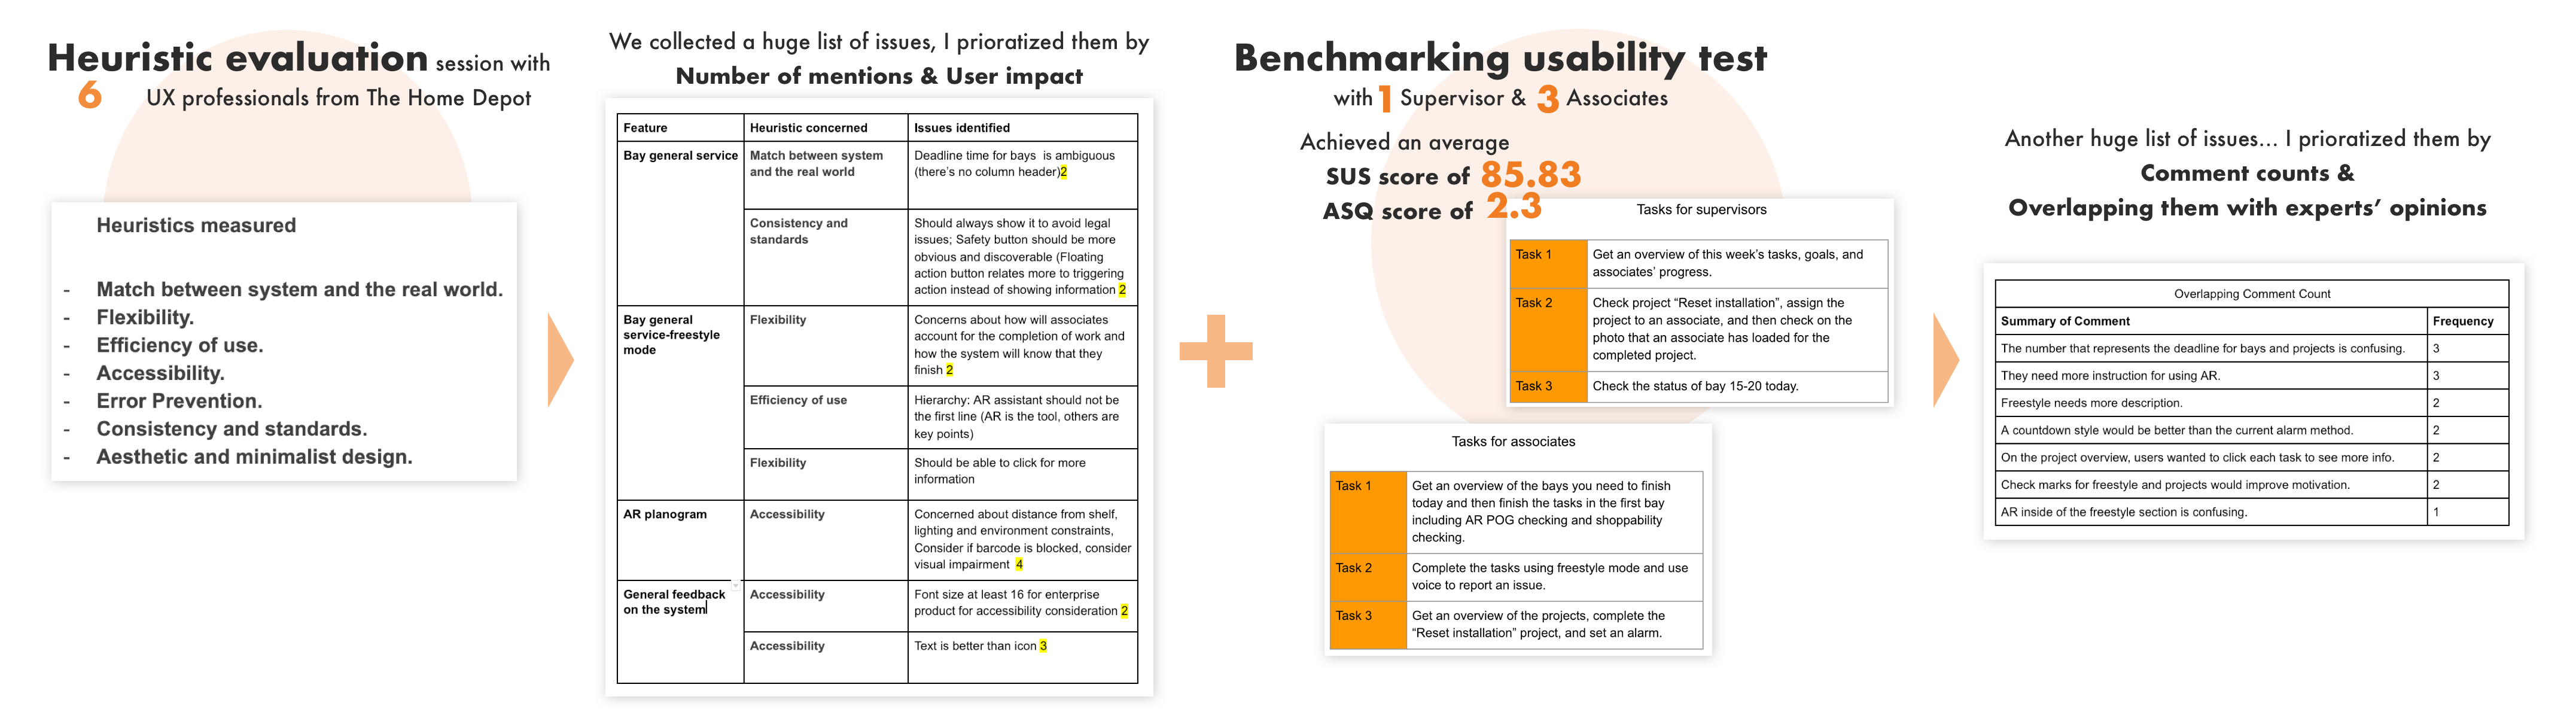 Heuristic evaluation session with
6 UX professionals from The Home Depot
Heuristics measured
- Match between system and the real world.
- Flexibility.
- Efficiency of use.
- Accessibility.
- Error Prevention.
- Consistency and standards.
- Aesthetic and minimalist design.
We collected a huge list of issues, I prioratized them by
Number of mentions & User impact
Feature Heuristic concerned Issues identified
Bay general service
Match between system
and the real world
Deadline time for bays is ambiguous
(there's no column header)2
Consistency and
standards
Should always show it to avoid legal
issues; Safety button should be more
obvious and discoverable (Floating
action button relates more to triggering
action instead of showing information 2
Bay general
service-freestyle
mode
Flexibility
Concerns about how will associates
account for the completion of work and
how the system will know that they
finish 2
Efficiency of use
Hierarchy: AR assistant should not be
the first line (AR is the tool, others are
key points)
Flexibility
Should be able to click for more
information
AR planogram
Accessibility
Concerned about distance from shelf,
lighting and environment constraints,
Consider if barcode is blocked, consider
visual impairment 4
General feedback
on the system
Accessibility
Font size at least 16 for enterprise
product for accessibility consideration 2
Accessibility
Text is better than icon 3
Benchmarking usability test
with 1 Supervisor & 3 Associates
Achieved an average
SUS score of 85.83
ASQ score of 2.3
Tasks for supervisors
Task 1
Get an overview of this week's tasks, goals, and
associates' progress.
Task 2
Check project “Reset installation”, assign the
project to an associate, and then check on the
photo that an associate has loaded for the
completed project.
Task 3
Check the status of bay 15-20 today.
Tasks for associates
Task 1
Get an overview of the bays you need to finish
today and then finish the tasks in the first bay
including AR POG checking and shoppability
checking.
Task 2
Complete the tasks using freestyle mode and use
voice to report an issue.
Task 3
Get an overview of the projects, complete the
“Reset installation” project, and set an alarm.
Another huge list of issues... I prioratized them by
Comment counts &
Overlapping them with experts' opinions
Overlapping Comment Count
Summary of Comment Frequency
The number that represents the deadline for bays and projects is confusing. 3
They need more instruction for using AR. 3
Freestyle needs more description. 2
A countdown style would be better than the current alarm method. 2
On the project overview, users wanted to click each task to see more info. 2
Check marks for freestyle and projects would improve motivation. 2
AR inside of the freestyle section is confusing. 1